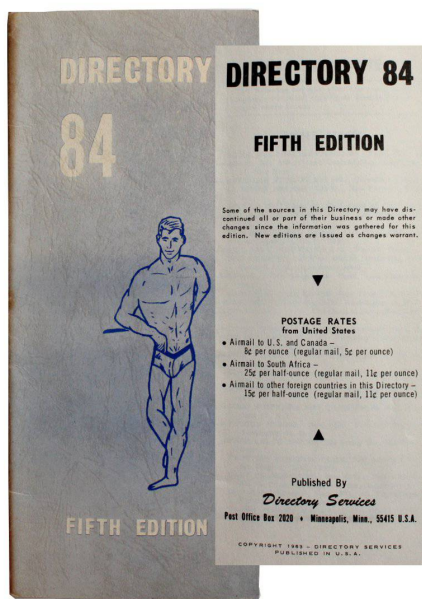 DIRECTORY
84
FIFTH EDITION
DIRECTORY 84
FIFTH EDITION
Some of the sources in this Directory may have dis-
continued all or part of their business or made other
changes since the information was gathered for this
edition. New editions are issued as changes warrant.
POSTAGE RATES
from United States
• Airmail to U.S. and Canada –
8¢ per ounce (regular mail, 5¢ per ounce)
• Airmail to South Africa –
25¢ per half-ounce (regular mail, 11¢ per ounce)
• Airmail to other foreign countries in this Directory –
15¢ per half-ounce (regular mail, 11¢ per ounce)
Published By
Directory Services
Post Office Box 2020 • Minneapolis, Minn., 55415 U.S.A.
COPYRIGHT 1965 – DIRECTORY SERVICES
PUBLISHED IN U.S.A.